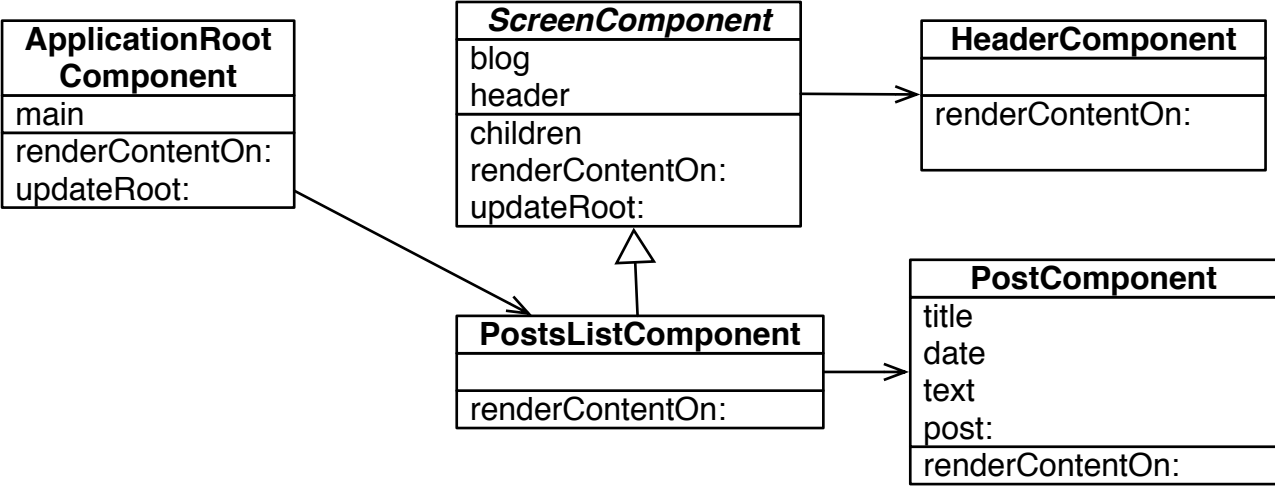 ApplicationRoot
Component
main
renderContentOn:
updateRoot:
ScreenComponent
blog
header
children
renderContentOn:
updateRoot:
HeaderComponent
renderContentOn:
PostsListComponent
renderContentOn:
PostComponent
title
date
text
post:
renderContentOn: